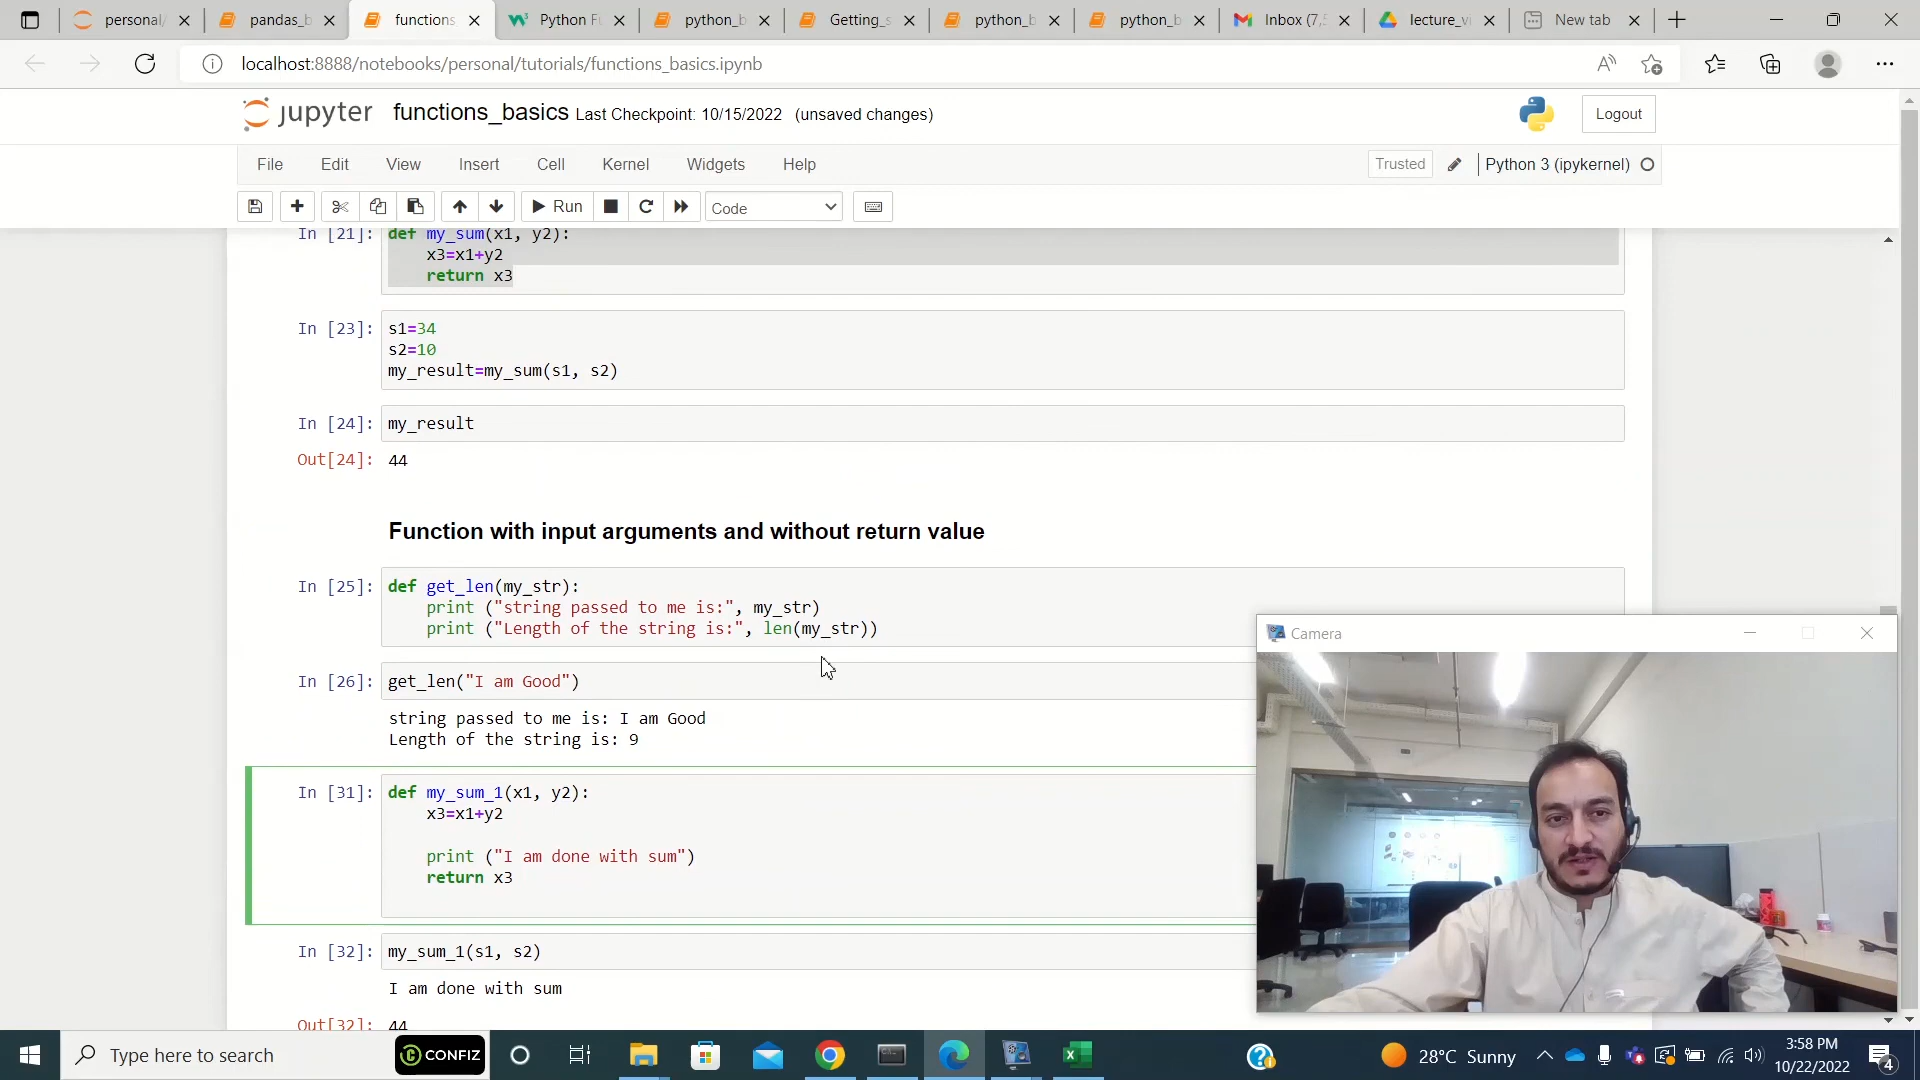 personal/
pandas_b
functions_
Python Fu
python_b
Getting_s
python_b
python_b
Inbox (7,5
lecture_vi
New tab
localhost:8888/notebooks/personal/tutorials/functions_basics.ipynb
jupyter functions_basics Last Checkpoint: 10/15/2022 (unsaved changes)
Logout
File Edit View Insert Cell Kernel Widgets Help
Trusted Python 3 (ipykernel)
Run Code
In [21]: def my_sum(x1, y2):
x3=x1+y2
return x3
In [23]: s1=34
s2=10
my_result=my_sum(s1, s2)
In [24]: my_result
Out[24]: 44
Function with input arguments and without return value
In [25]: def get_len(my_str):
print ("string passed to me is:", my_str)
print ("Length of the string is:", len(my_str))
In [26]: get_len("I am Good")
string passed to me is: I am Good
Length of the string is: 9
In [31]: def my_sum_1(x1, y2):
x3=x1+y2
print ("I am done with sum")
return x3
In [32]: my_sum_1(s1, s2)
I am done with sum
Out[32]: 44
Camera
Type here to search
CONFIZ
28°C Sunny
3:58 PM
10/22/2022
4